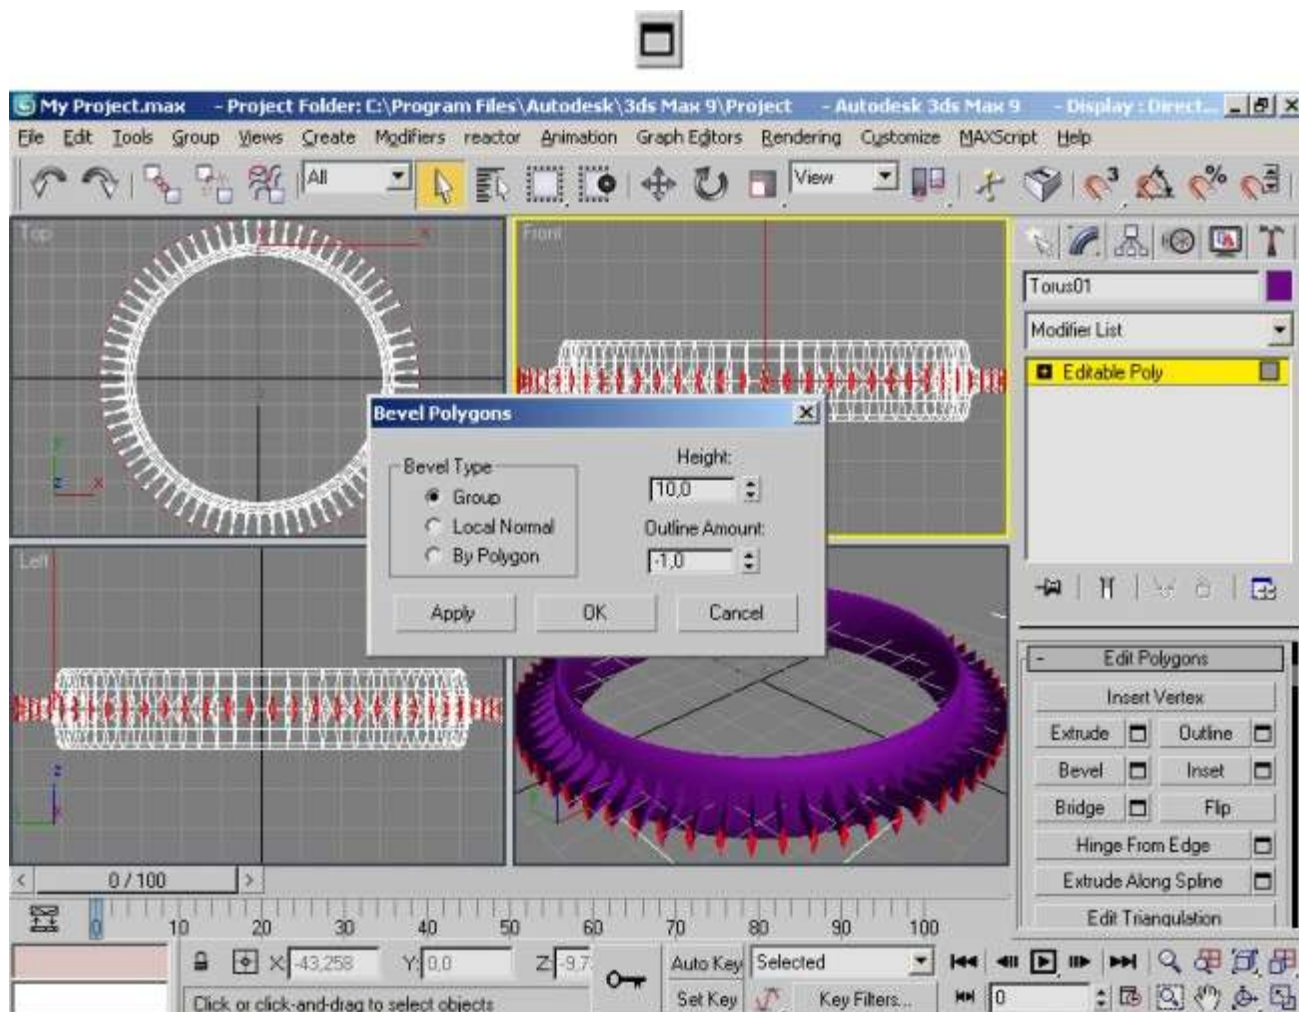 My Project.max - Project Folder: C:\Program Files\Autodesk\3ds Max 9\Project - Autodesk 3ds Max 9 - Display : Direct...
File Edit Tools Group Views Create Modifiers reactor Animation Graph Editors Rendering Customize MAXScript Help
All View 3 %
Top
Front
Torus01
Modifier List
Editable Poly
Bevel Polygons
Bevel Type
Group
Local Normal
By Polygon
Height:
10,0
Outline Amount:
-1,0
Apply OK Cancel
Left
Edit Polygons
Insert Vertex
Extrude Outline
Bevel Inset
Bridge Flip
Hinge From Edge
Extrude Along Spline
Edit Triangulation
0 / 100
0 10 20 30 40 50 60 70 80 90 100
X: -43,258 Y: 0,0 Z: -9,7
Auto Key Selected
Set Key Key Filters... 0
Click or click-and-drag to select objects